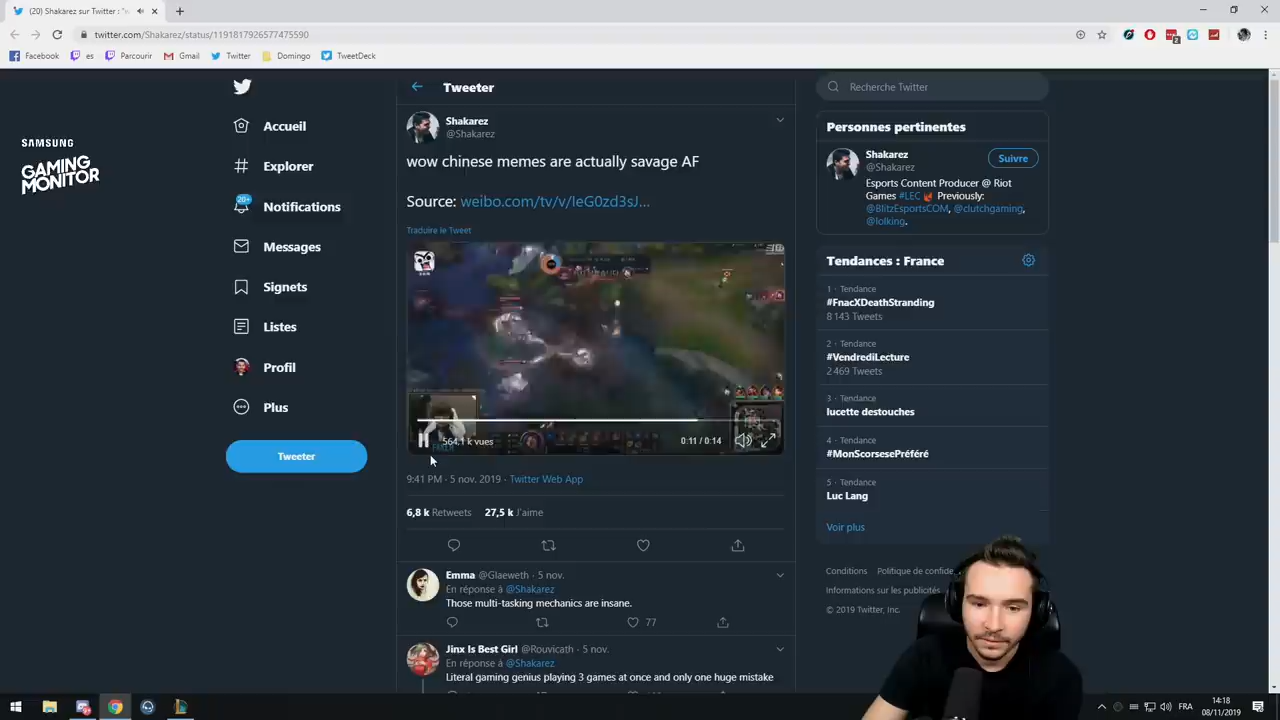 (20) Shakarez sur Twitter : "w
twitter.com/Shakarez/status/1191817926577475590
Facebook
es
Parcourir
Gmail
Twitter
Domingo
TweetDeck
SAMSUNG
GAMING
MONITOR
Accueil
Explorer
20+
Notifications
Messages
Signets
Listes
Profil
Plus
Tweeter
Tweeter
Shakarez
@Shakarez
wow chinese memes are actually savage AF
Source: weibo.com/tv/v/IeG0zd3sJ...
Traduire le Tweet
564,1 k vues
0:11 / 0:14
9:41 PM · 5 nov. 2019 · Twitter Web App
6,8 k Retweets 27,5 k J'aime
Emma @Glaeweth · 5 nov.
En réponse à @Shakarez
Those multi-tasking mechanics are insane.
77
Jinx Is Best Girl @Rouvicath · 5 nov.
En réponse à @Shakarez
Literal gaming genius playing 3 games at once and only one huge mistake
Recherche Twitter
Personnes pertinentes
Shakarez
@Shakarez
Suivre
Esports Content Producer @ Riot
Games #LEC Previously:
@BlitzEsportsCOM, @clutchgaming,
@lolking.
Tendances : France
1 · Tendance
#FnacXDeathStranding
8 143 Tweets
2 · Tendance
#VendrediLecture
2 469 Tweets
3 · Tendance
lucette destouches
4 · Tendance
#MonScorsesePréféré
5 · Tendance
Luc Lang
Voir plus
Conditions
Politique de confide
Informations sur les publicités
© 2019 Twitter, Inc.
FRA
14:18
08/11/2019